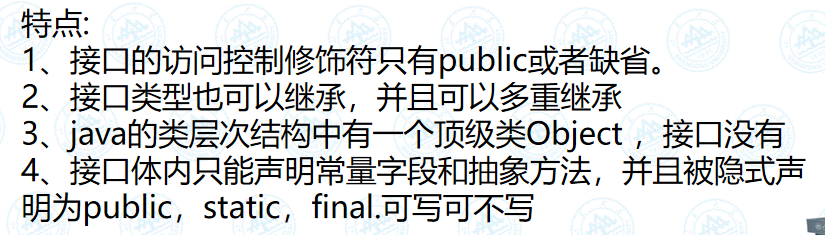 特点:
1、接口的访问控制修饰符只有public或者缺省。
2、接口类型也可以继承，并且可以多重继承
3、java的类层次结构中有一个顶级类Object ，接口没有
4、接口体内只能声明常量字段和抽象方法，并且被隐式声
明为public，static，final.可写可不写